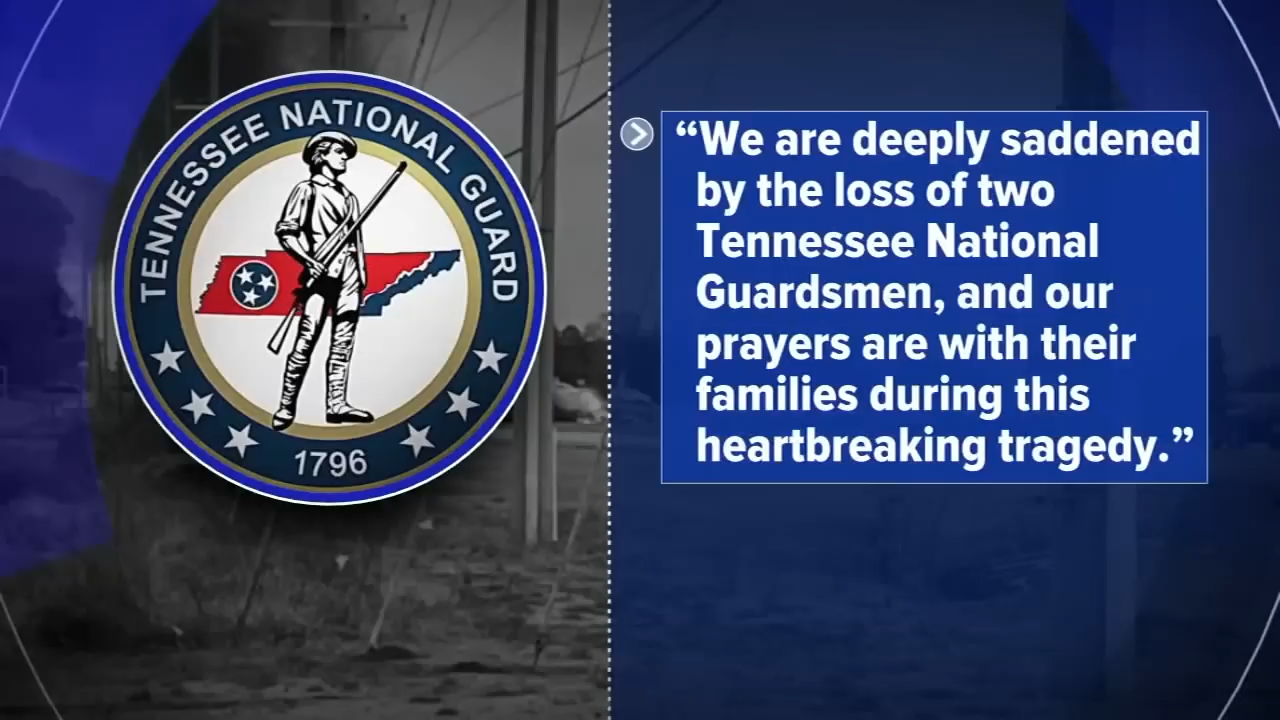 TENNESSEE NATIONAL GUARD
1796
“We are deeply saddened
by the loss of two
Tennessee National
Guardsmen, and our
prayers are with their
families during this
heartbreaking tragedy.”